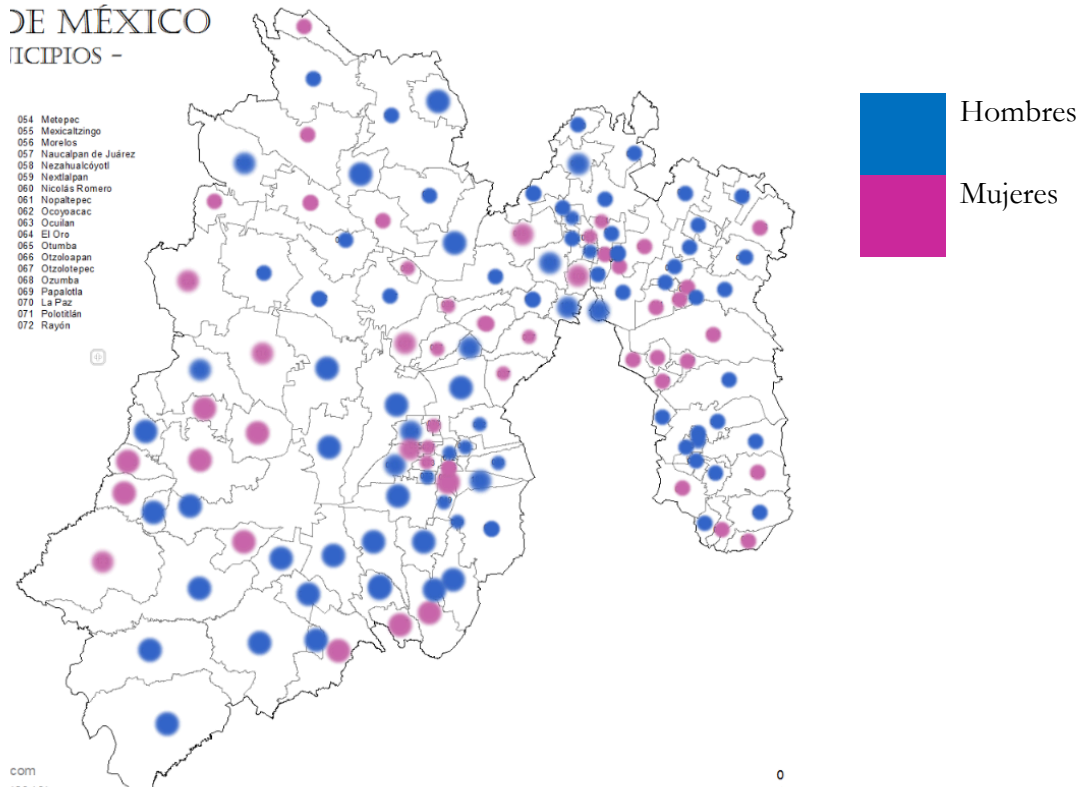 DE MÉXICO
ICIPIOS –
054 Metepec
055 Mexicaltzingo
056 Morelos
057 Naucalpan de Juárez
058 Nezahualcóyotl
059 Nextlalpan
060 Nicolás Romero
061 Nopaltepec
062 Ocoyoacac
063 Ocuilan
064 El Oro
065 Otumba
066 Otzoloapan
067 Otzolotepec
068 Ozumba
069 Papalotla
070 La Paz
071 Polotitlán
072 Rayón
Hombres
Mujeres
com
0